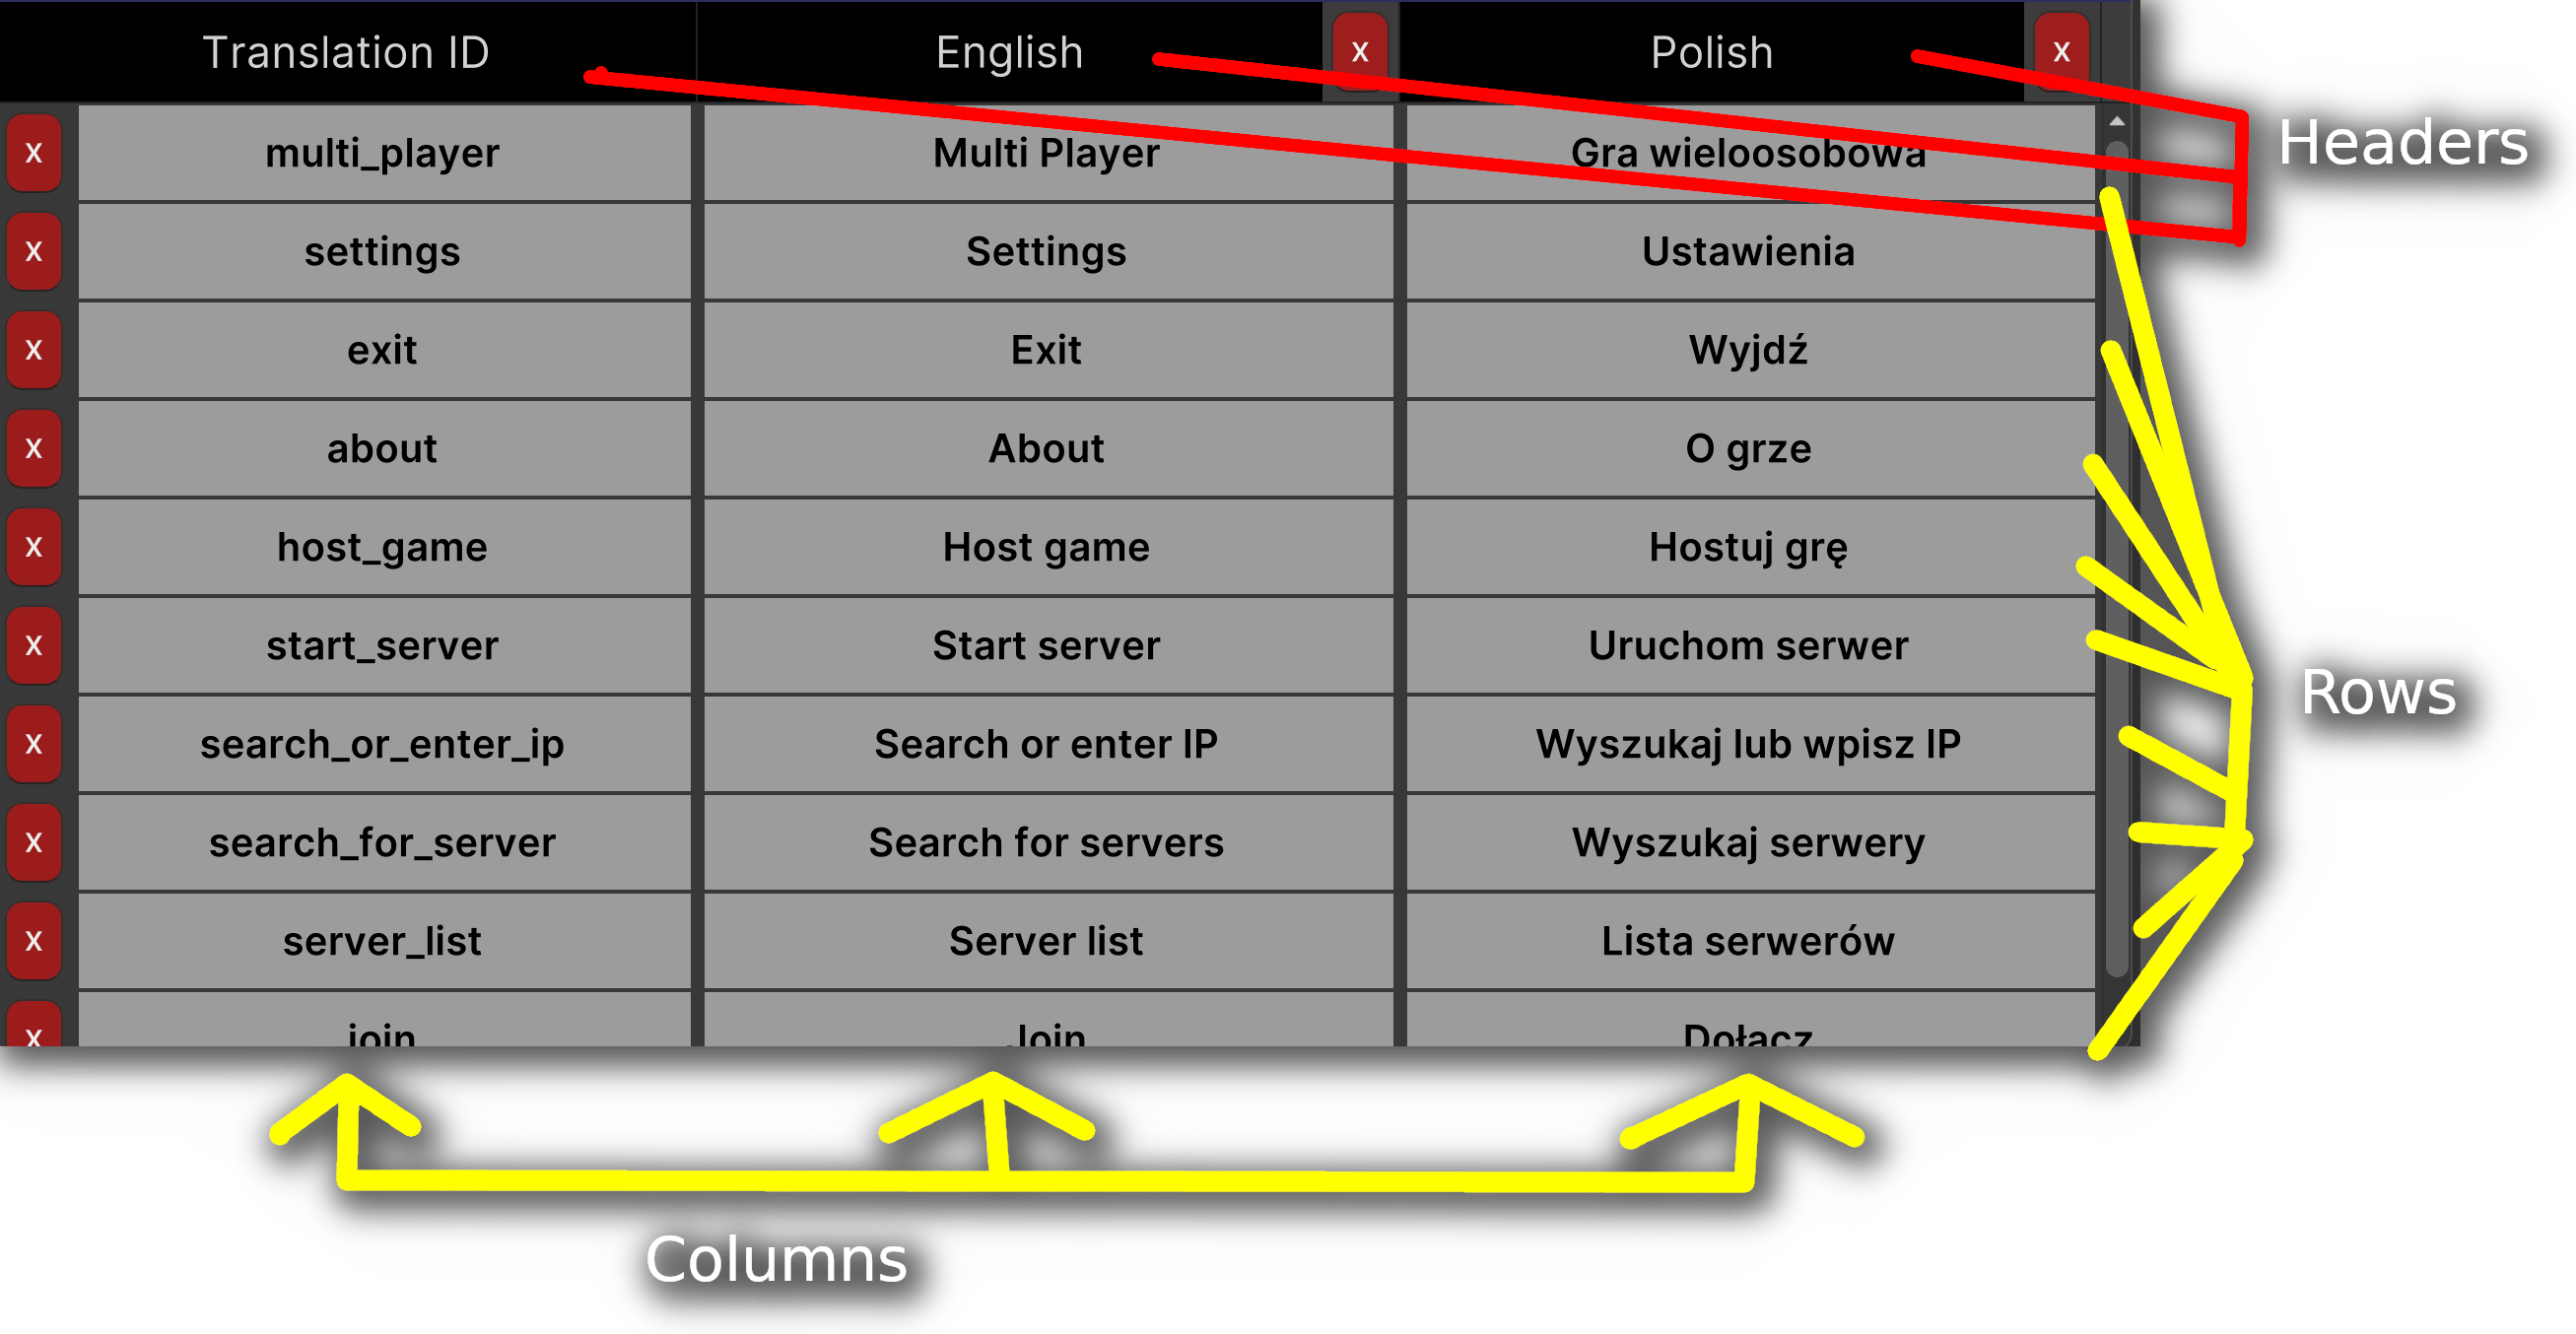 Translation ID English x Polish x
Headers
x multi_player Multi Player Gra wieloosobowa
x settings Settings Ustawienia
x exit Exit Wyjdź
x about About O grze
x host_game Host game Hostuj grę
x start_server Start server Uruchom serwer
Rows
x search_or_enter_ip Search or enter IP Wyszukaj lub wpisz IP
x search_for_server Search for servers Wyszukaj serwery
x server_list Server list Lista serwerów
x join Join Dołącz
Columns